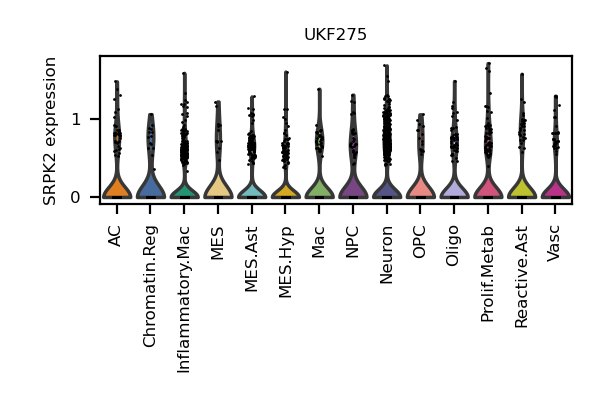 UKF275
SRPK2 expression
1
0
AC
Chromatin.Reg
Inflammatory.Mac
MES
MES.Ast
MES.Hyp
Mac
NPC
Neuron
OPC
Oligo
Prolif.Metab
Reactive.Ast
Vasc